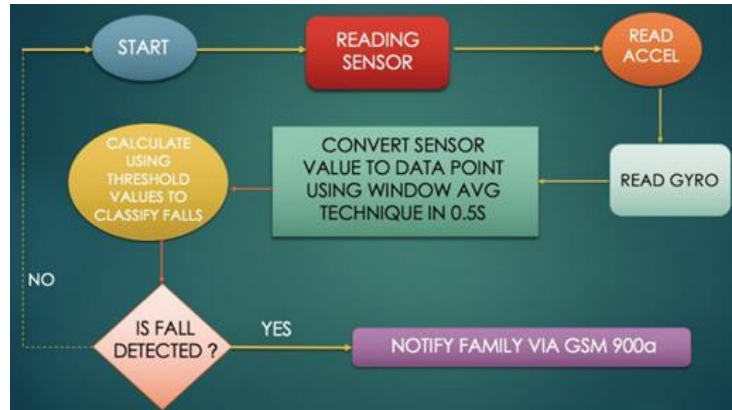 START
READING
SENSOR
READ
ACCEL
CALCULATE
USING
THRESHOLD
VALUES TO
CLASSIFY FALLS
CONVERT SENSOR
VALUE TO DATA POINT
USING WINDOW AVG
TECHNIQUE IN 0.5S
READ GYRO
NO
IS FALL
DETECTED ?
YES
NOTIFY FAMILY VIA GSM 900a